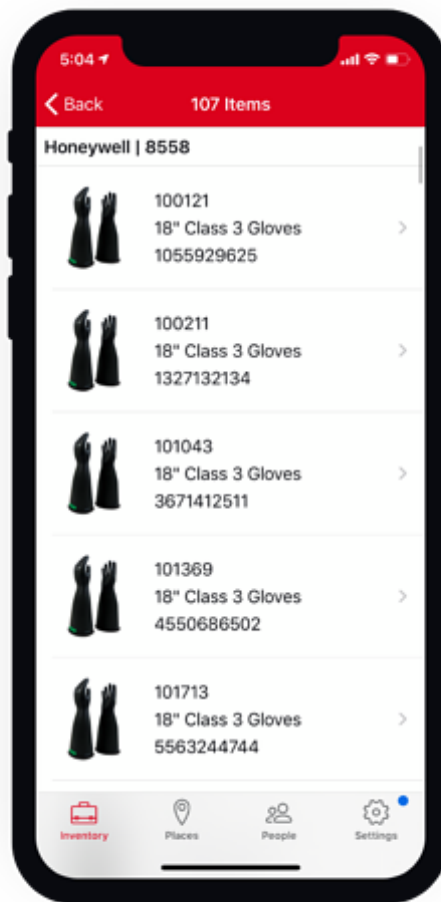 5:04
Back
107 Items
Honeywell | 8558
100121
18" Class 3 Gloves
1055929625
100211
18" Class 3 Gloves
1327132134
101043
18" Class 3 Gloves
3671412511
101369
18" Class 3 Gloves
4550686502
101713
18" Class 3 Gloves
5563244744
Inventory
Places
People
Settings